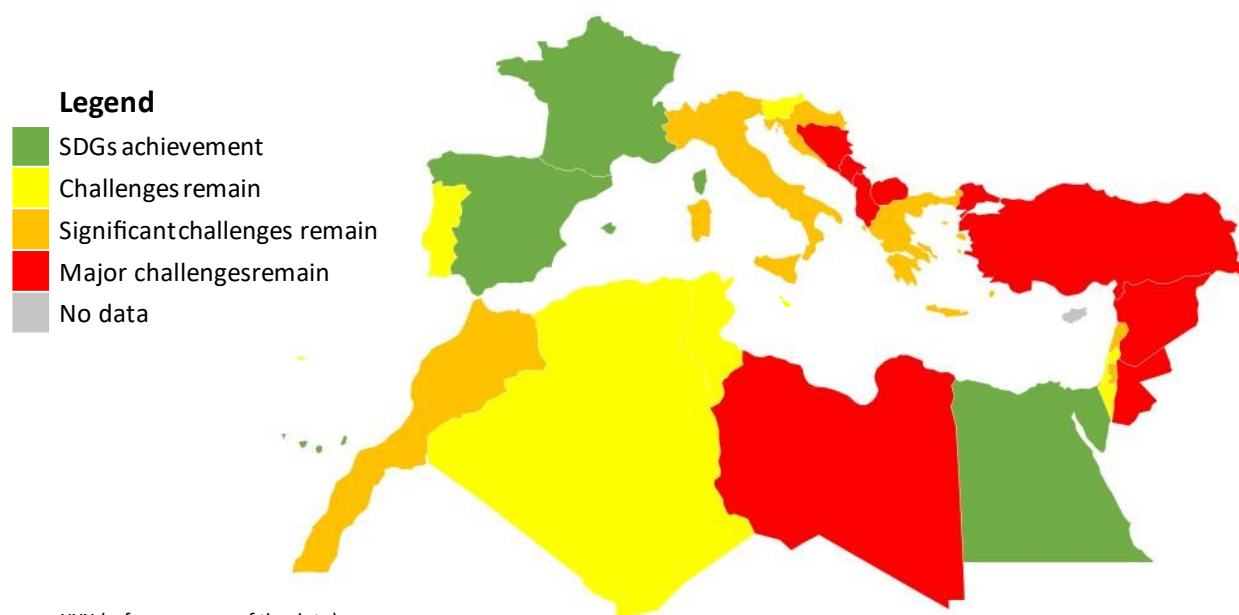 Legend
SDGs achievement
Challenges remain
Significant challenges remain
Major challenges remain
No data